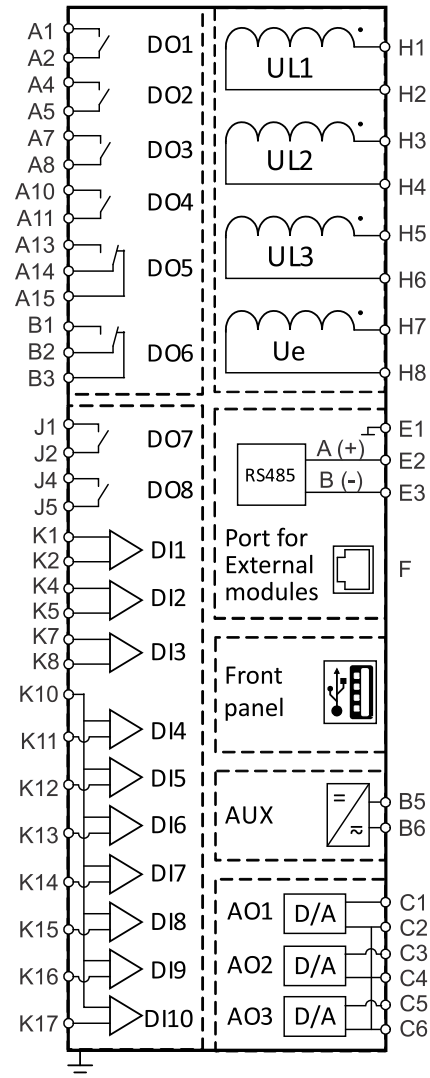 A1
A2
DO1
A4
A5
DO2
A7
A8
DO3
A10
A11
DO4
A13
A14
A15
DO5
B1
B2
B3
DO6
J1
J2
DO7
J4
J5
DO8
K1
K2
DI1
K4
K5
DI2
K7
K8
DI3
K10
K11
DI4
K12
DI5
K13
DI6
K14
DI7
K15
DI8
K16
DI9
K17
DI10
UL1
H1
H2
UL2
H3
H4
UL3
H5
H6
Ue
H7
H8
E1
RS485
A (+)
E2
B (-)
E3
Port for
External
modules
F
Front
panel
AUX
=
≂
B5
B6
AO1
D/A
C1
C2
AO2
D/A
C3
C4
AO3
D/A
C5
C6